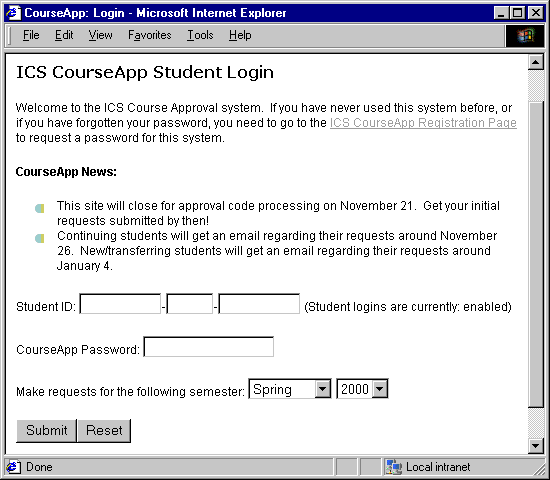 CourseApp: Login - Microsoft Internet Explorer
File Edit View Favorites Tools Help
ICS CourseApp Student Login
Welcome to the ICS Course Approval system. If you have never used this system before, or
if you have forgotten your password, you need to go to the ICS CourseApp Registration Page
to request a password for this system.
CourseApp News:
This site will close for approval code processing on November 21. Get your initial
requests submitted by then!
Continuing students will get an email regarding their requests around November
26. New/transferring students will get an email regarding their requests around
January 4.
Student ID: - - (Student logins are currently: enabled)
CourseApp Password:
Make requests for the following semester: Spring 2000
Submit Reset
Done Local intranet